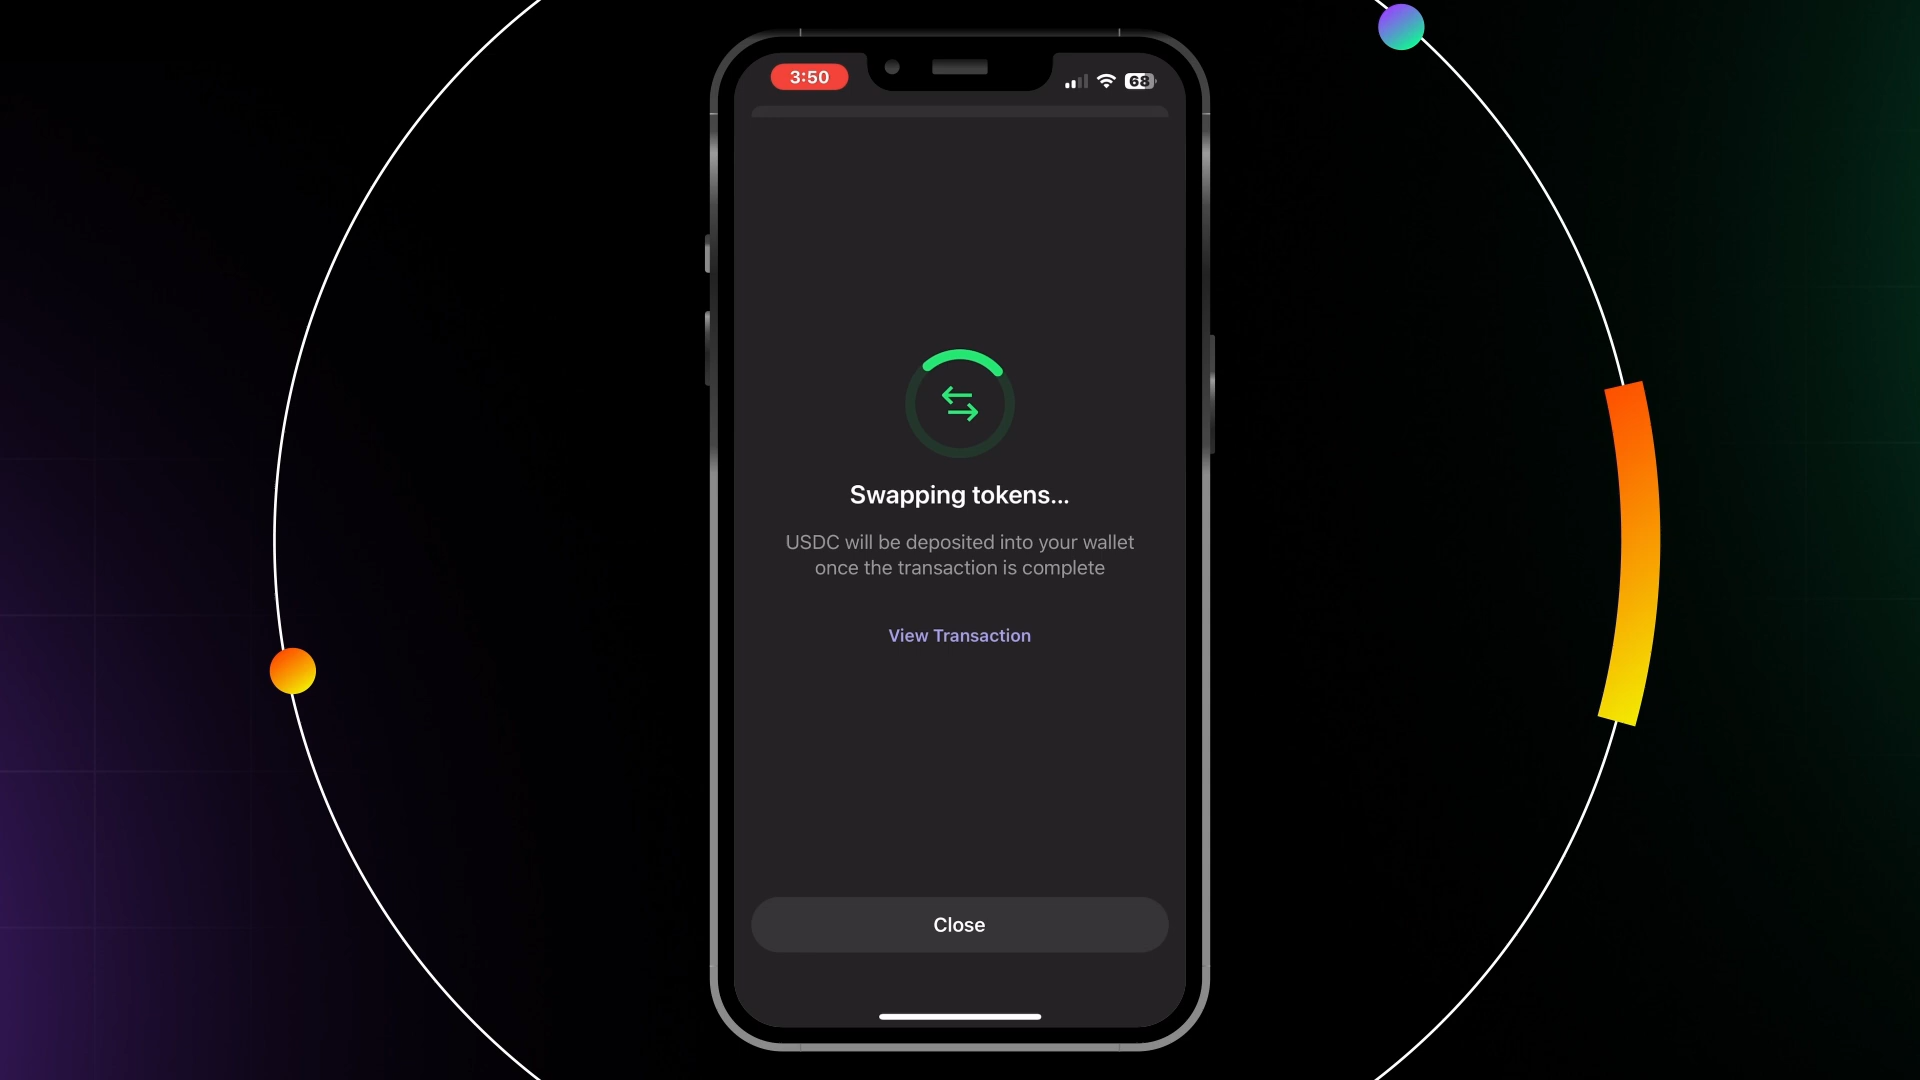 3:50
68
Swapping tokens...
USDC will be deposited into your wallet
once the transaction is complete
View Transaction
Close